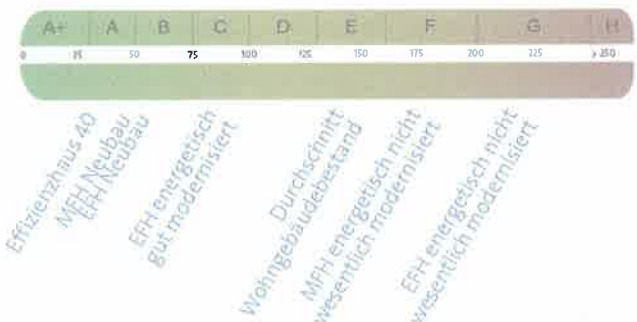 A+ A B C D E F G H
0 25 50 75 100 125 150 175 200 225 >250
Effizienzhaus 40
MFH Neubau
EFH Neubau
EFH energetisch
gut modernisiert
Durchschnitt
Wohngebäudebestand
MFH energetisch nicht
wesentlich modernisiert
EFH energetisch nicht
wesentlich modernisiert